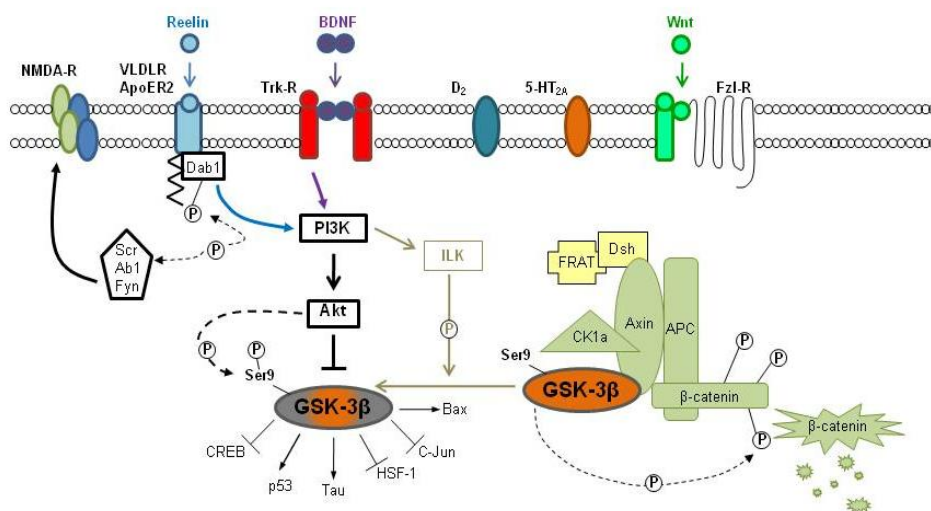 Reelin
BDNF
Wnt
NMDA-R
VLDLR
ApoER2
Trk-R
D2
5-HT2A
Fzl-R
Dab1
P
P
Scr
Ab1
Fyn
PI3K
ILK
Dsh
FRAT
Akt
P
Axin
APC
CK1a
P
P
Ser9
Ser9
P
P
GSK-3β
Bax
GSK-3β
β-catenin
P
β-catenin
CREB
C-Jun
HSF-1
p53
Tau
P